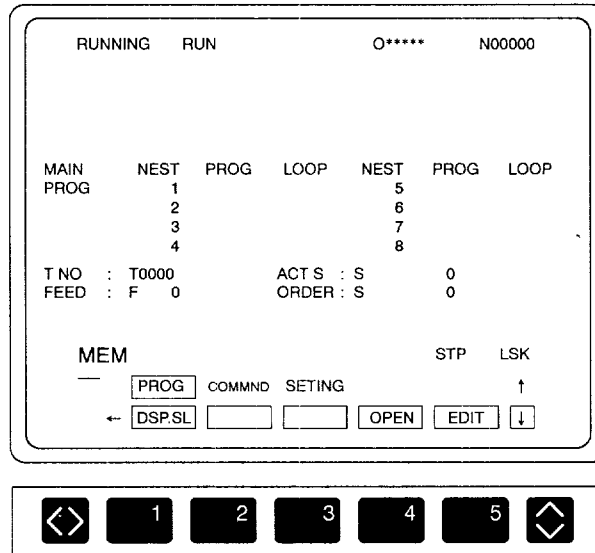 RUNNING RUN O***** N00000
MAIN NEST PROG LOOP NEST PROG LOOP
PROG 1 5
2 6
3 7
4 8
T NO : T0000 ACT S : S 0
FEED : F 0 ORDER : S 0
MEM STP LSK
PROG COMMND SETING ↑
← DSP.SL OPEN EDIT ↓
1 2 3 4 5